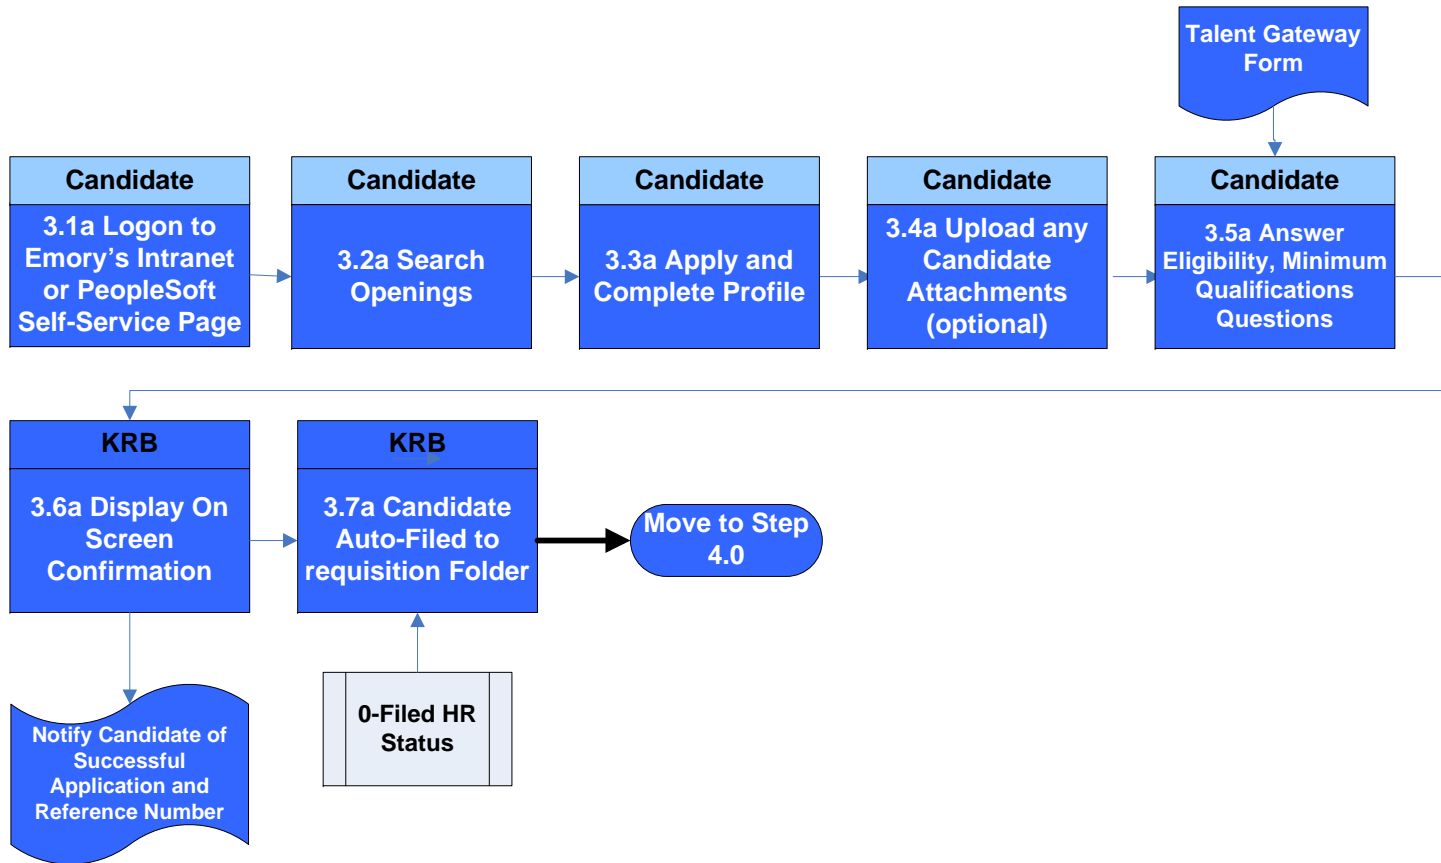 Talent Gateway
Form
Candidate
3.1a Logon to
Emory’s Intranet
or PeopleSoft
Self-Service Page
Candidate
3.2a Search
Openings
Candidate
3.3a Apply and
Complete Profile
Candidate
3.4a Upload any
Candidate
Attachments
(optional)
Candidate
3.5a Answer
Eligibility, Minimum
Qualifications
Questions
KRB
3.6a Display On
Screen
Confirmation
KRB
3.7a Candidate
Auto-Filed to
requisition Folder
Move to Step
4.0
Notify Candidate of
Successful
Application and
Reference Number
0-Filed HR
Status